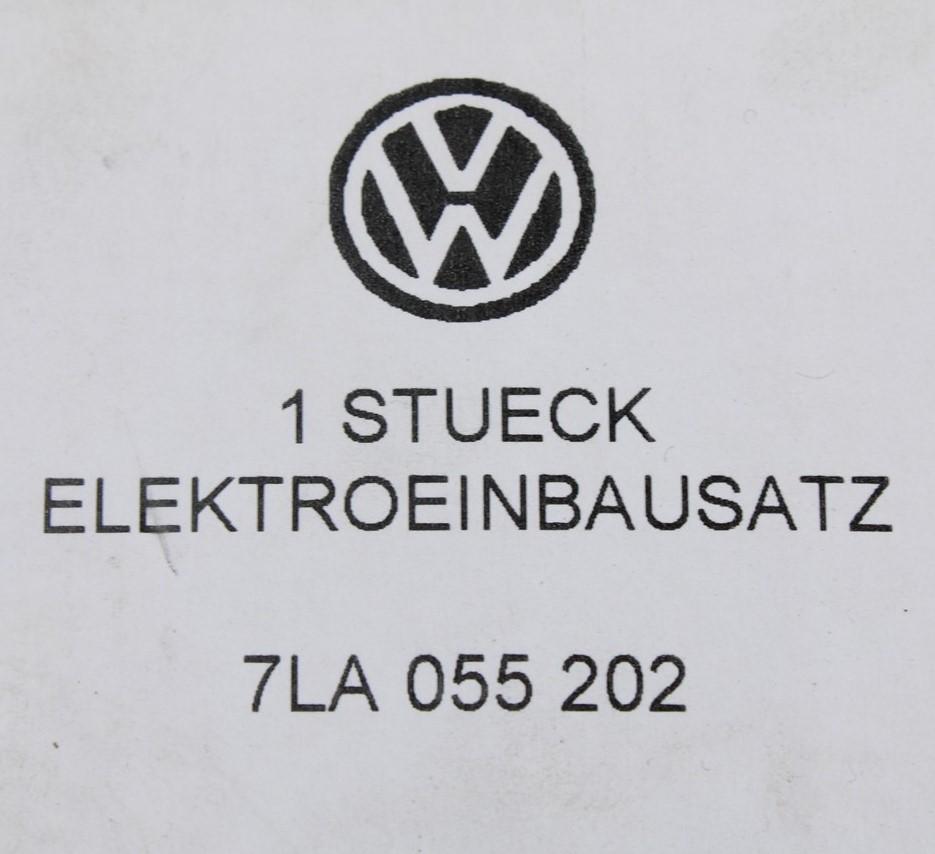 1 STUECK
ELEKTROEINBAUSATZ
7LA 055 202